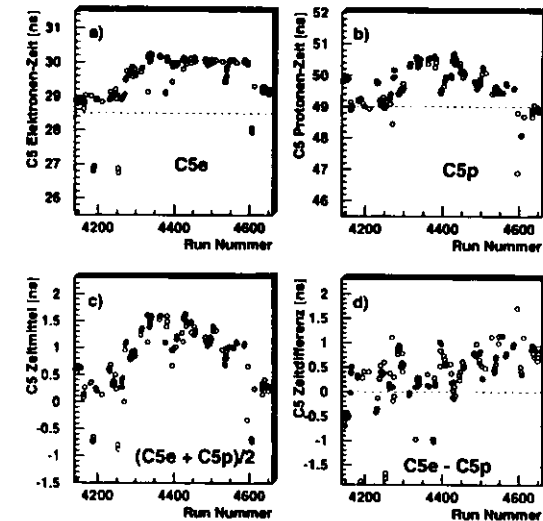 a)
C5 Elektronen-Zeit [ns]
31
30
29
28
27
26
C5e
4200 4400 4600
Run Nummer
b)
C5 Protonen-Zeit [ns]
52
51
50
49
48
47
46
C5p
4200 4400 4600
Run Nummer
c)
C5 Zeitmittel [ns]
2
1.5
1
0.5
0
-0.5
-1
-1.5
(C5e + C5p)/2
4200 4400 4600
Run Nummer
d)
C5 Zeitdifferenz [ns]
2
1.5
1
0.5
0
-0.5
-1
-1.5
C5e - C5p
4200 4400 4600
Run Nummer